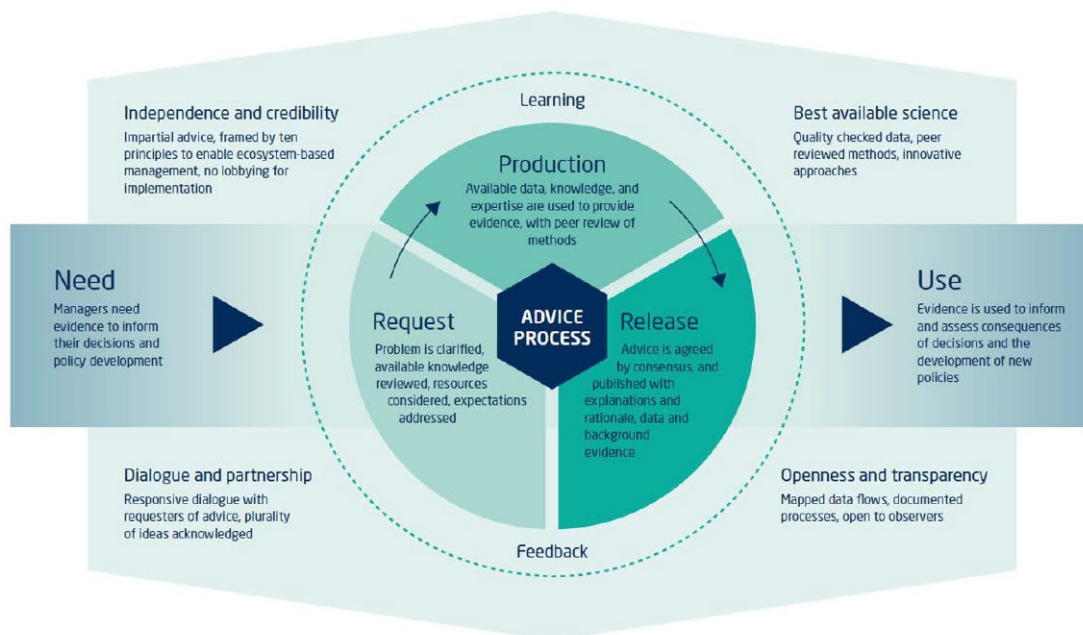 Independence and credibility
Impartial advice, framed by ten
principles to enable ecosystem-based
management, no lobbying for
implementation
Learning
Best available science
Quality checked data, peer
reviewed methods, innovative
approaches
Production
Available data, knowledge, and
expertise are used to provide
evidence, with peer review of
methods
Need
Managers need
evidence to inform
their decisions and
policy development
Request
Problem is clarified,
available knowledge
reviewed, resources
considered, expectations
addressed
ADVICE
PROCESS
Release
Advice is agreed
by consensus, and
published with
explanations and
rationale, data and
background
evidence
Use
Evidence is used to inform
and assess consequences
of decisions and the
development of new
policies
Dialogue and partnership
Responsive dialogue with
requesters of advice, plurality
of ideas acknowledged
Feedback
Openness and transparency
Mapped data flows, documented
processes, open to observers